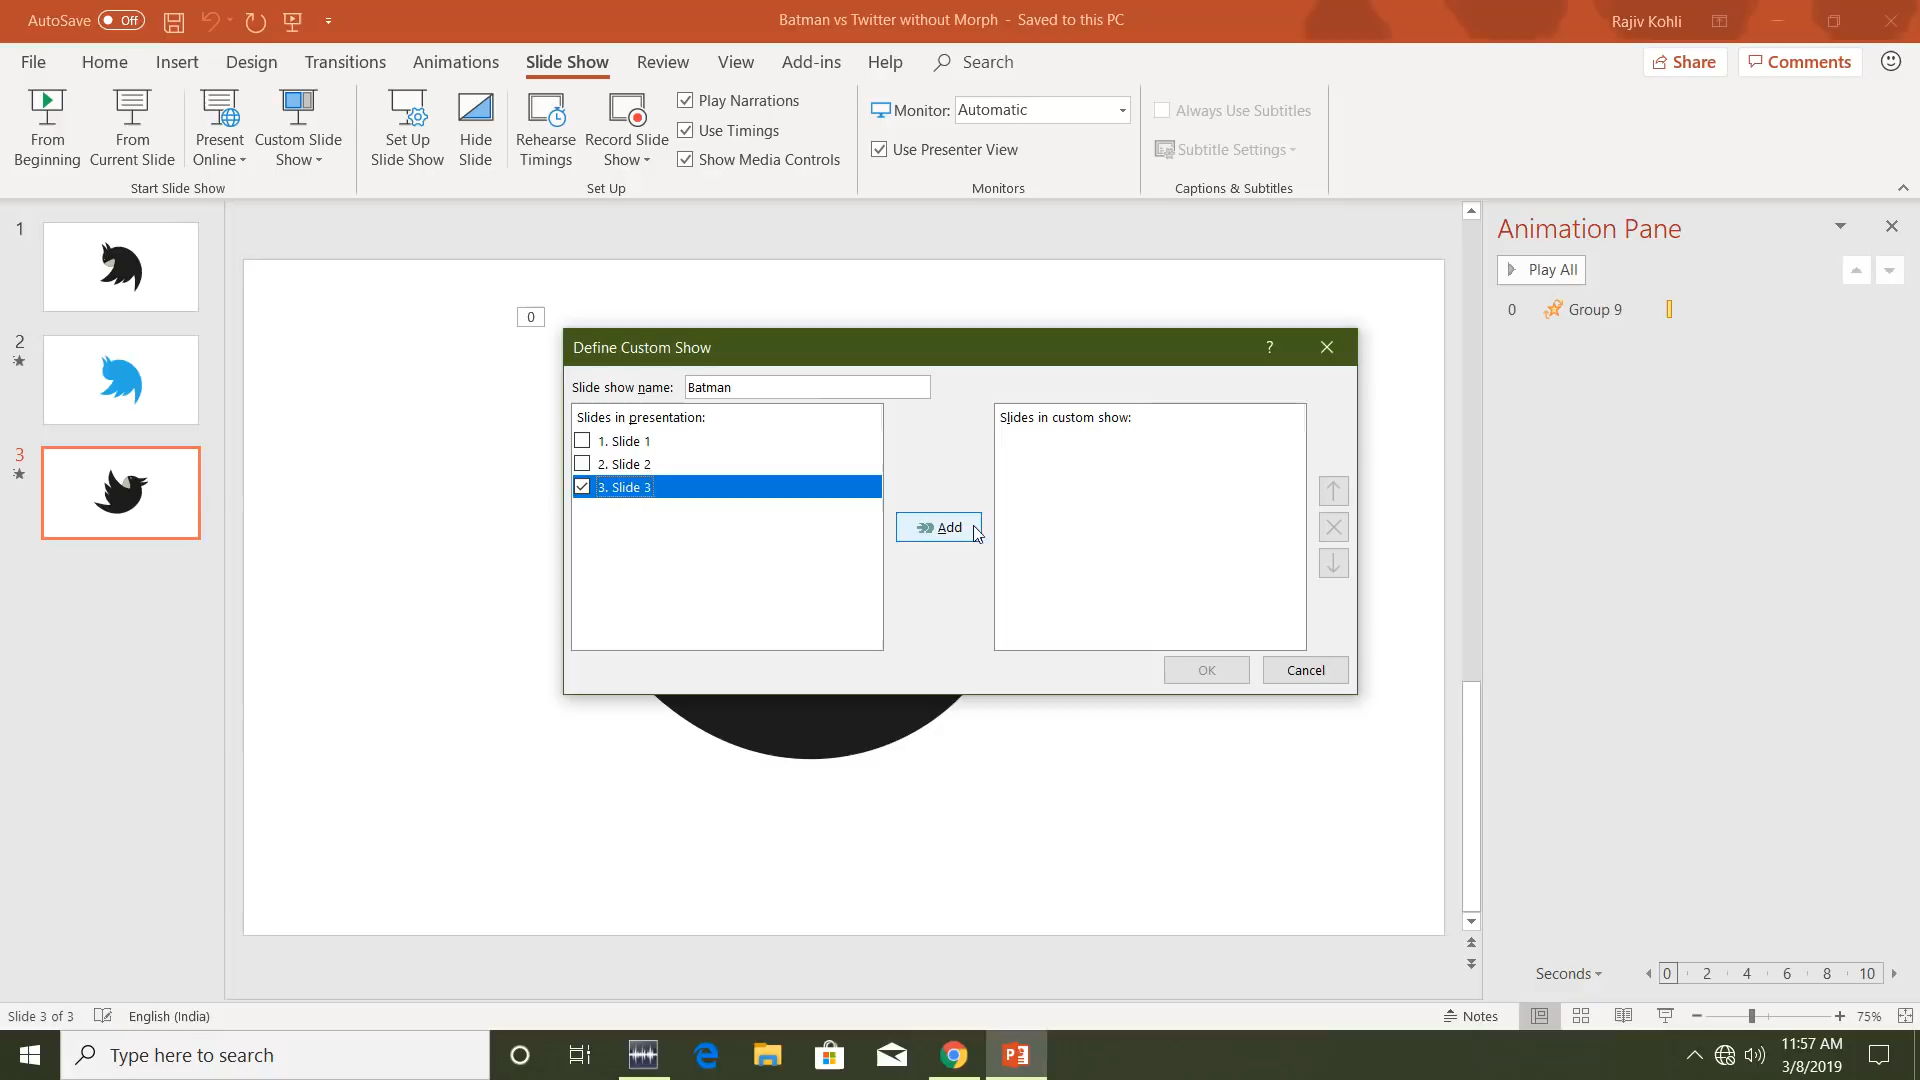 AutoSave Off
Batman vs Twitter without Morph - Saved to this PC
Rajiv Kohli
File Home Insert Design Transitions Animations Slide Show Review View Add-ins Help Search Share Comments
From Beginning
From Current Slide
Present Online
Custom Slide Show
Start Slide Show
Set Up Slide Show
Hide Slide
Rehearse Timings
Record Slide Show
Play Narrations
Use Timings
Show Media Controls
Set Up
Monitor: Automatic
Use Presenter View
Monitors
Always Use Subtitles
Subtitle Settings
Captions & Subtitles
1
2
3
0
Define Custom Show ?
Slide show name: Batman
Slides in presentation:
1. Slide 1
2. Slide 2
3. Slide 3
Add
Slides in custom show:
OK Cancel
Animation Pane
Play All
0 Group 9
Seconds 0 2 4 6 8 10
Slide 3 of 3 English (India) Notes 75%
Type here to search
11:57 AM
3/8/2019